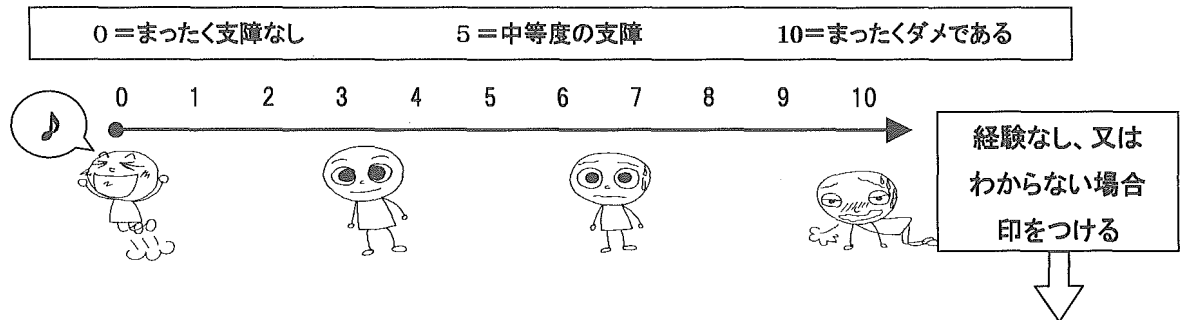 0=まったく支障なし 5=中等度の支障 10=まったくダメである
0 1 2 3 4 5 6 7 8 9 10
♪
経験なし、又は
わからない場合
印をつける